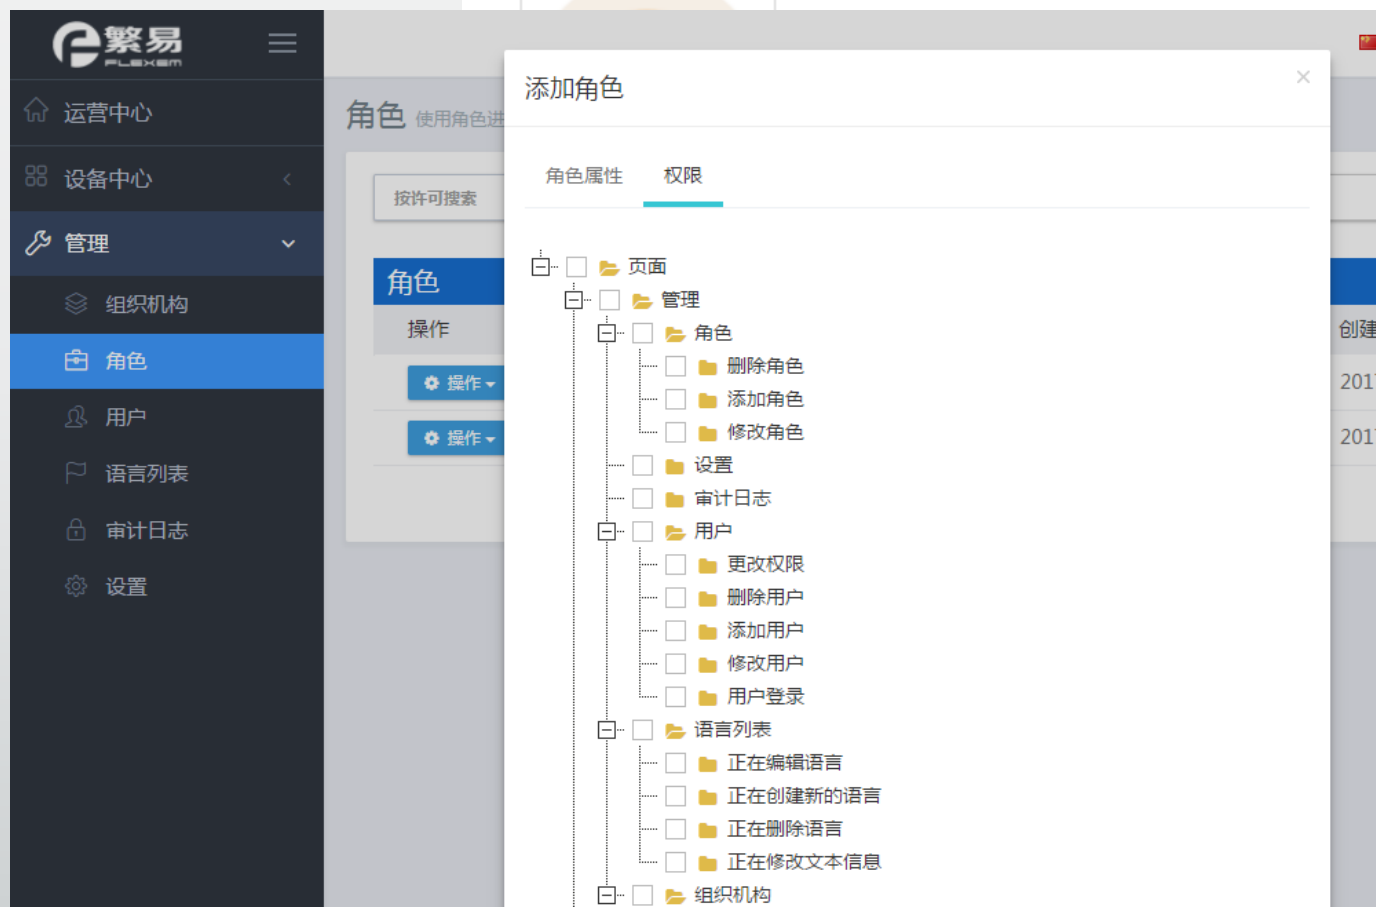 繁易
FLEXEM
运营中心
设备中心
管理
组织机构
角色
用户
语言列表
审计日志
设置
角色 使用角色进
按许可搜索
角色
操作
创建
操作
201
操作
201
添加角色
×
角色属性 权限
页面
管理
角色
删除角色
添加角色
修改角色
设置
审计日志
用户
更改权限
删除用户
添加用户
修改用户
用户登录
语言列表
正在编辑语言
正在创建新的语言
正在删除语言
正在修改文本信息
组织机构